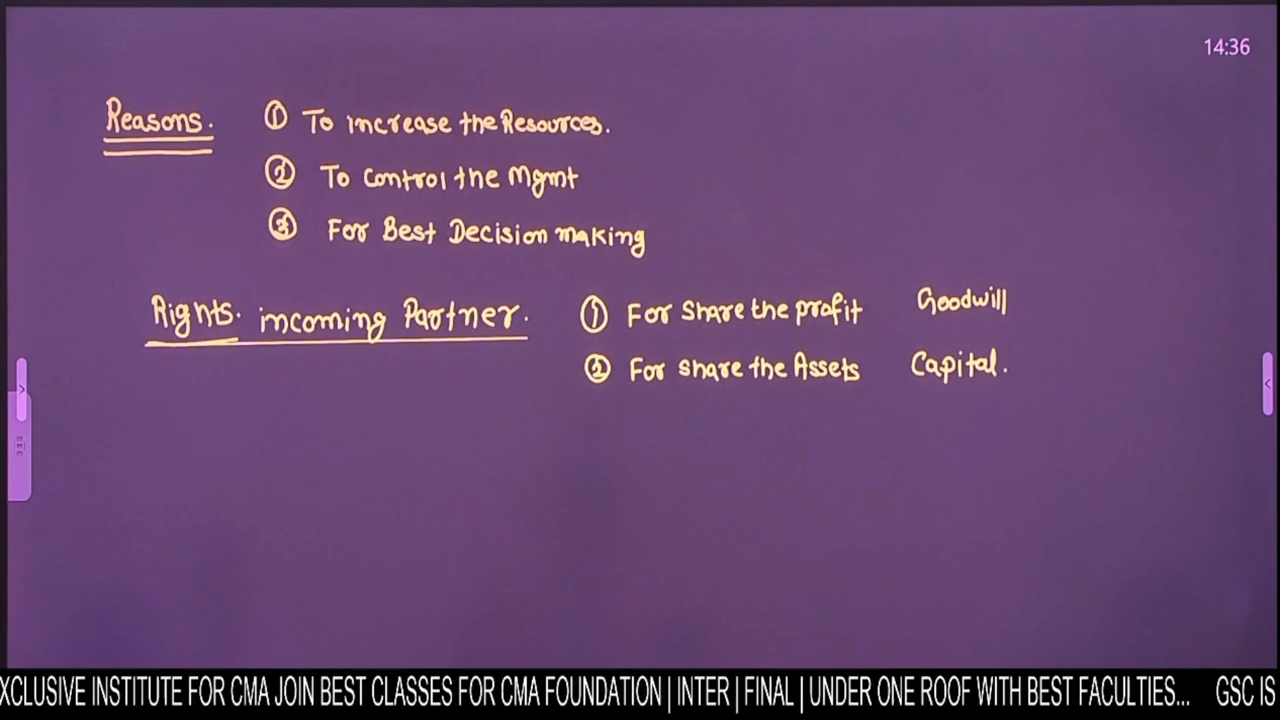 14:36
Reasons. ① To increase the Resources.
② To Control the Mgmt
③ For Best Decision making
Rights. incoming Partner. ① For Share the profit Goodwill
② For share the Assets Capital.
XCLUSIVE INSTITUTE FOR CMA JOIN BEST CLASSES FOR CMA FOUNDATION | INTER | FINAL | UNDER ONE ROOF WITH BEST FACULTIES... GSC IS